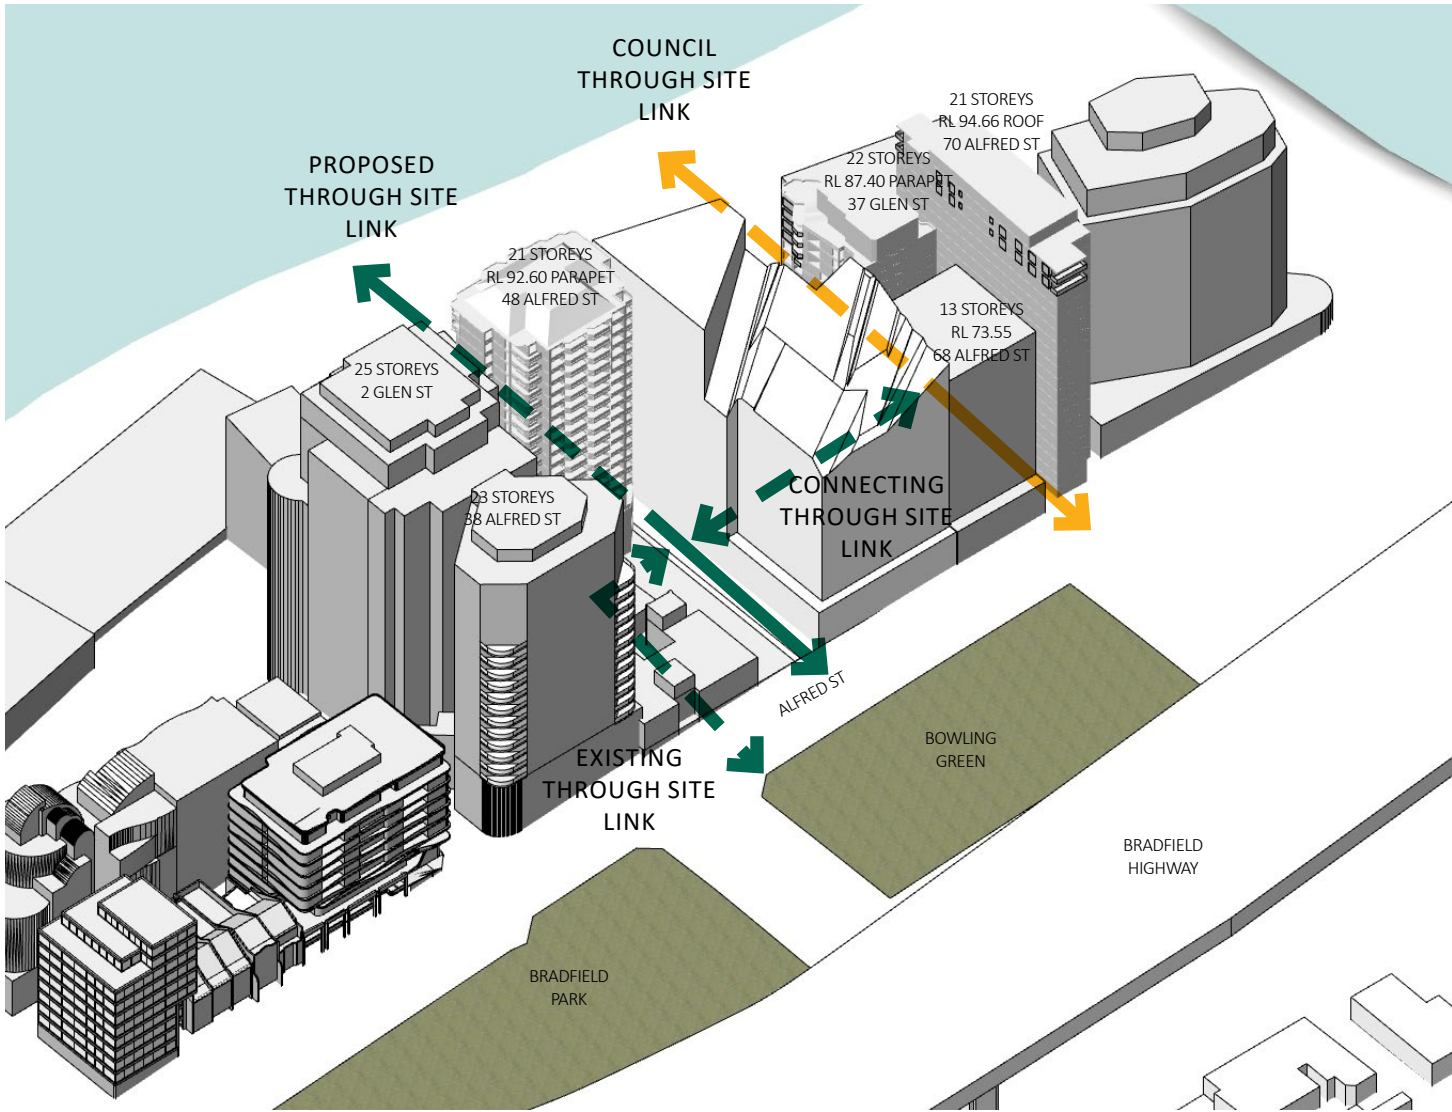 COUNCIL
THROUGH SITE
LINK
21 STOREYS
RL 94.66 ROOF
70 ALFRED ST
PROPOSED
THROUGH SITE
LINK
22 STOREYS
RL 87.40 PARAPET
37 GLEN ST
21 STOREYS
RL 92.60 PARAPET
48 ALFRED ST
13 STOREYS
RL 73.55
68 ALFRED ST
25 STOREYS
2 GLEN ST
23 STOREYS
38 ALFRED ST
CONNECTING
THROUGH SITE
LINK
ALFRED ST
EXISTING
THROUGH SITE
LINK
BOWLING
GREEN
BRADFIELD
HIGHWAY
BRADFIELD
PARK